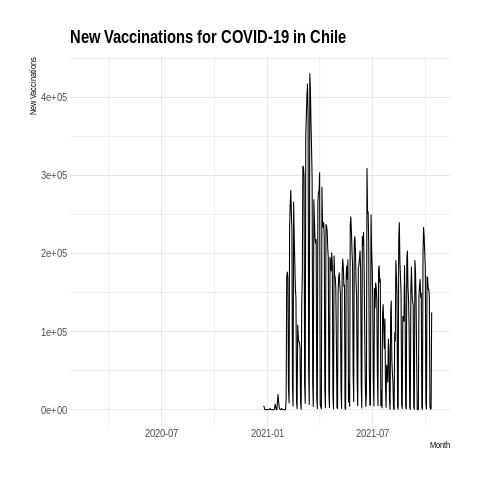 New Vaccinations for COVID-19 in Chile
New Vaccinations
4e+05
3e+05
2e+05
1e+05
0e+00
2020-07
2021-01
2021-07
Month